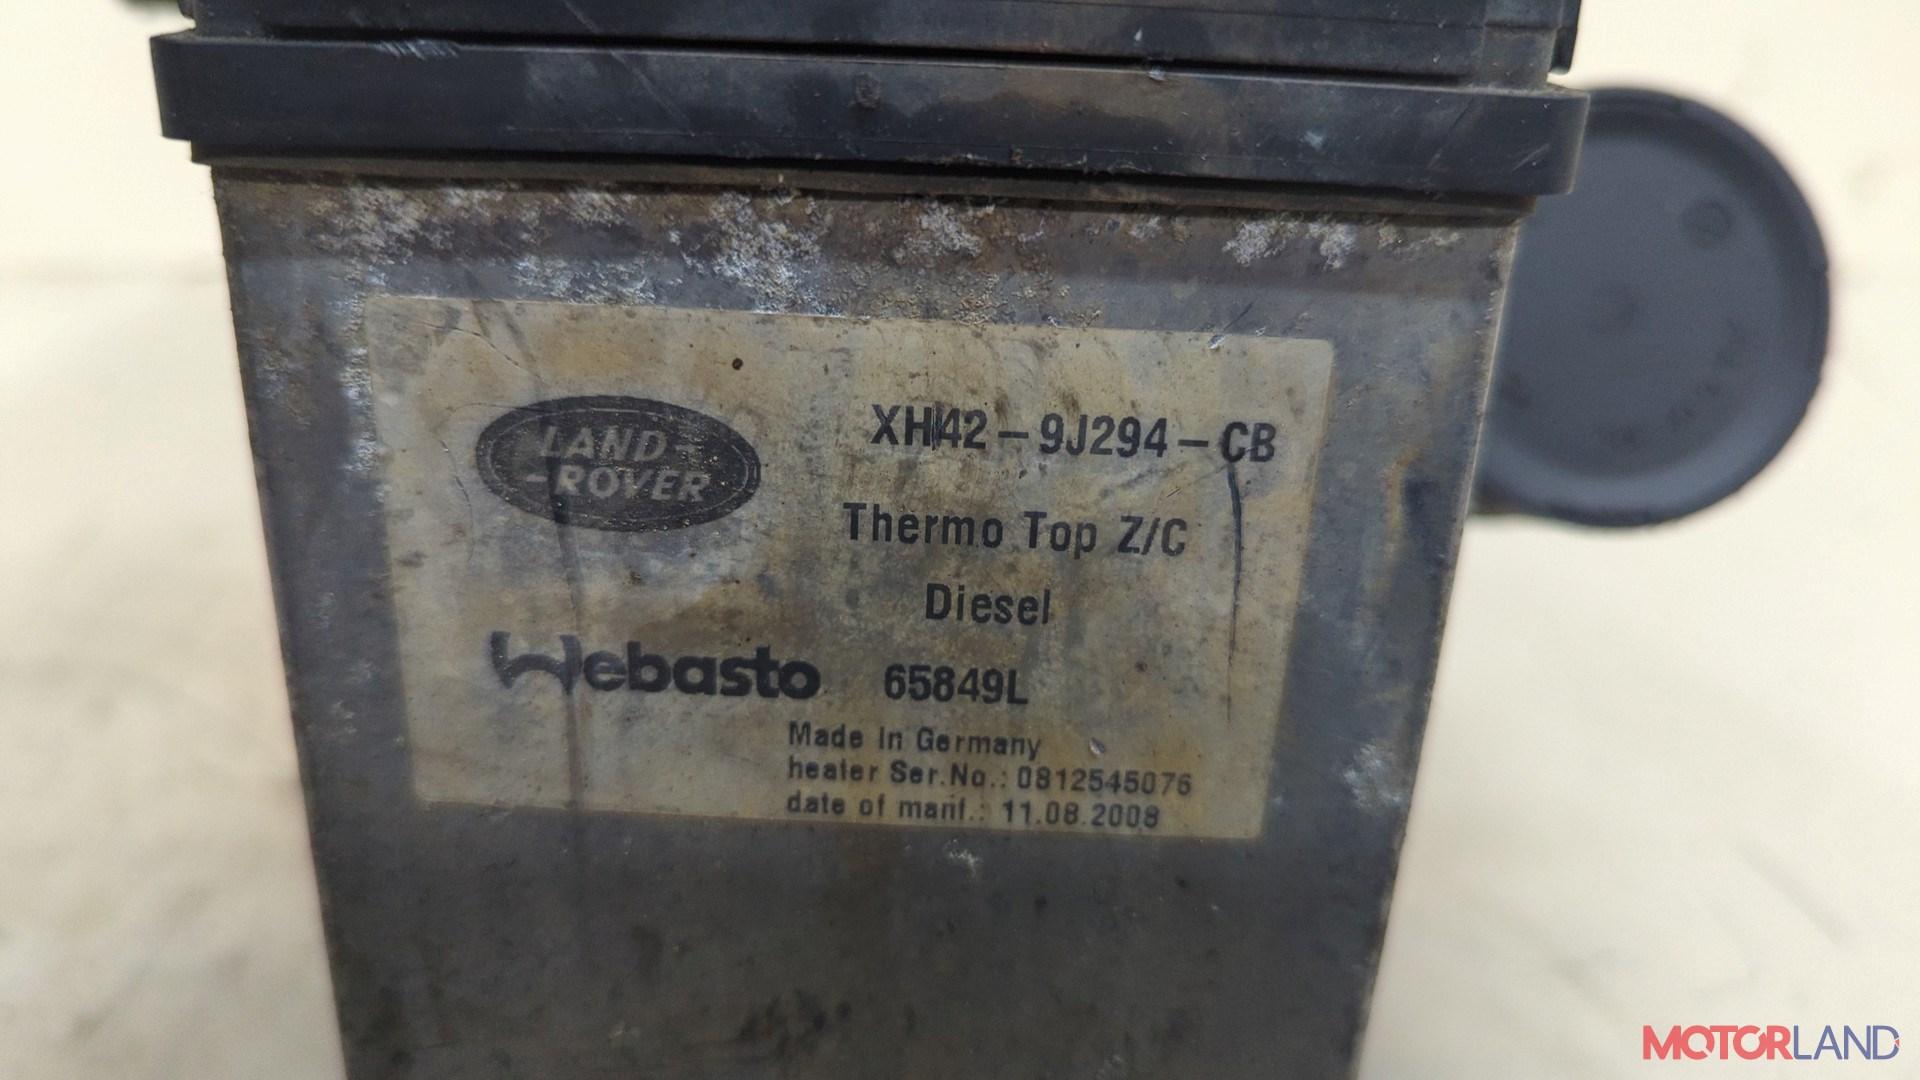 LAND-
-ROVER
XH42-9J294-CB
Thermo Top Z/C
Diesel
Webasto 65849L
Made In Germany
heater Ser.No.: 0812545076
date of manf.: 11.08.2008
MOTORLAND